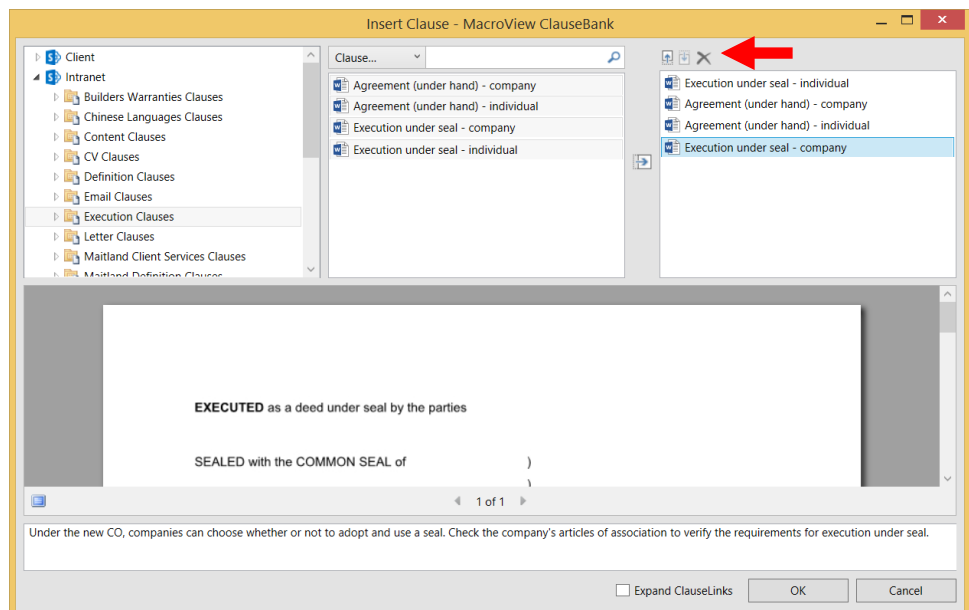 Insert Clause - MacroView ClauseBank
Client
Intranet
Builders Warranties Clauses
Chinese Languages Clauses
Content Clauses
CV Clauses
Definition Clauses
Email Clauses
Execution Clauses
Letter Clauses
Maitland Client Services Clauses
Maitland Definition Clauses
Clause...
Agreement (under hand) - company
Agreement (under hand) - individual
Execution under seal - company
Execution under seal - individual
Execution under seal - individual
Agreement (under hand) - company
Agreement (under hand) - individual
Execution under seal - company
EXECUTED as a deed under seal by the parties
SEALED with the COMMON SEAL of )
)
1 of 1
Under the new CO, companies can choose whether or not to adopt and use a seal. Check the company's articles of association to verify the requirements for execution under seal.
Expand ClauseLinks
OK
Cancel